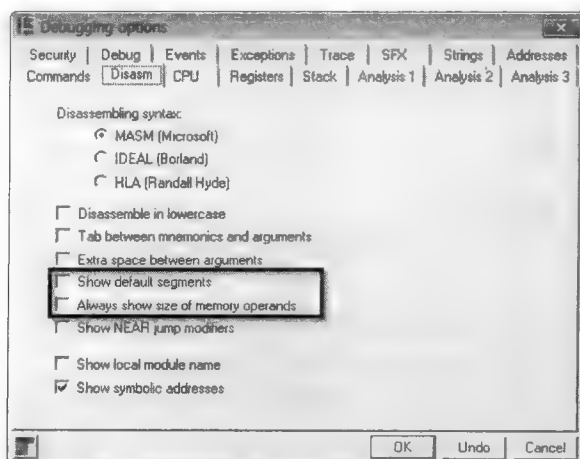 Debugging options
Security Debug Events Exceptions Trace SFX Strings Addresses
Commands Disasm CPU Registers Stack Analysis 1 Analysis 2 Analysis 3
Disassembling syntax:
MASM (Microsoft)
IDEAL (Borland)
HLA (Randall Hyde)
Disassemble in lowercase
Tab between mnemonics and arguments
Extra space between arguments
Show default segments
Always show size of memory operands
Show NEAR jump modifiers
Show local module name
Show symbolic addresses
OK Undo Cancel